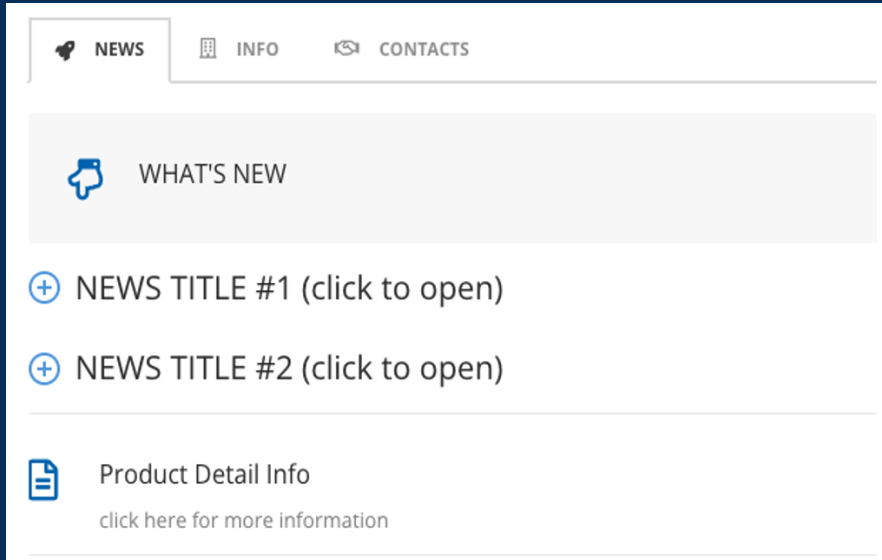 NEWS INFO CONTACTS
WHAT'S NEW
NEWS TITLE #1 (click to open)
NEWS TITLE #2 (click to open)
Product Detail Info
click here for more information